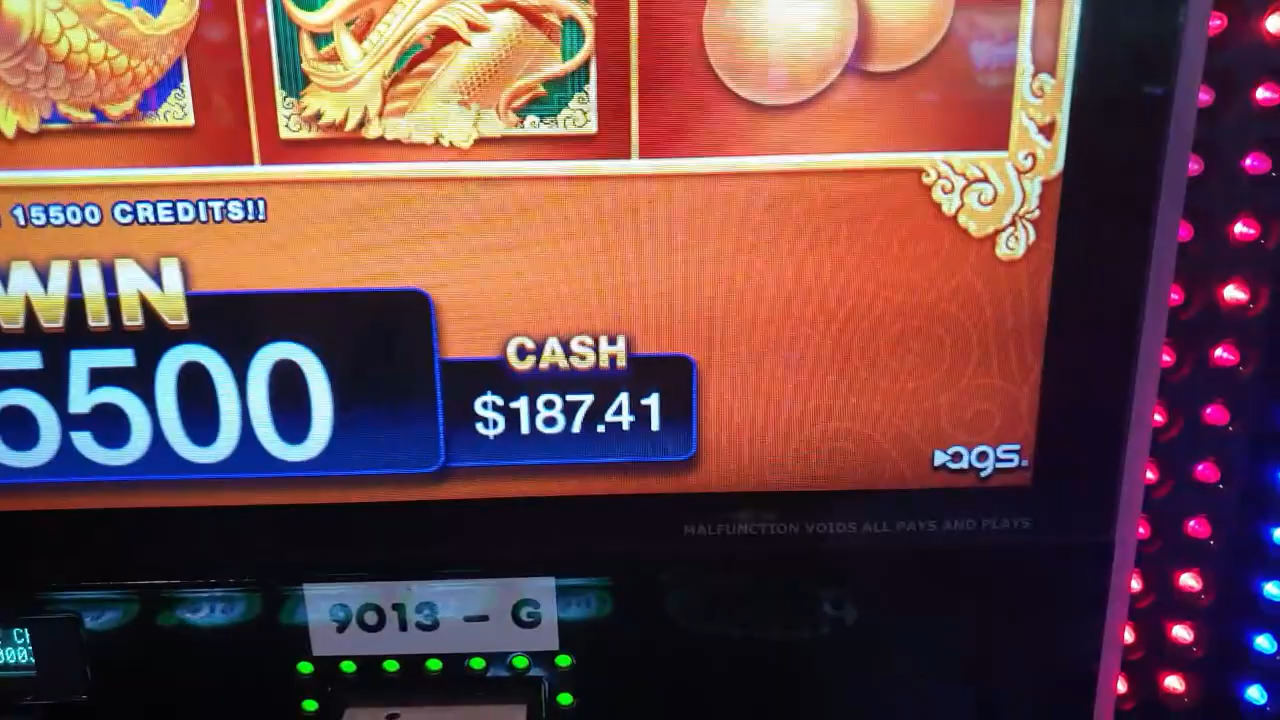 15500 CREDITS!!
WIN
5500
CASH
$187.41
ags.
MALFUNCTION VOIDS ALL PAYS AND PLAYS
9013 - G